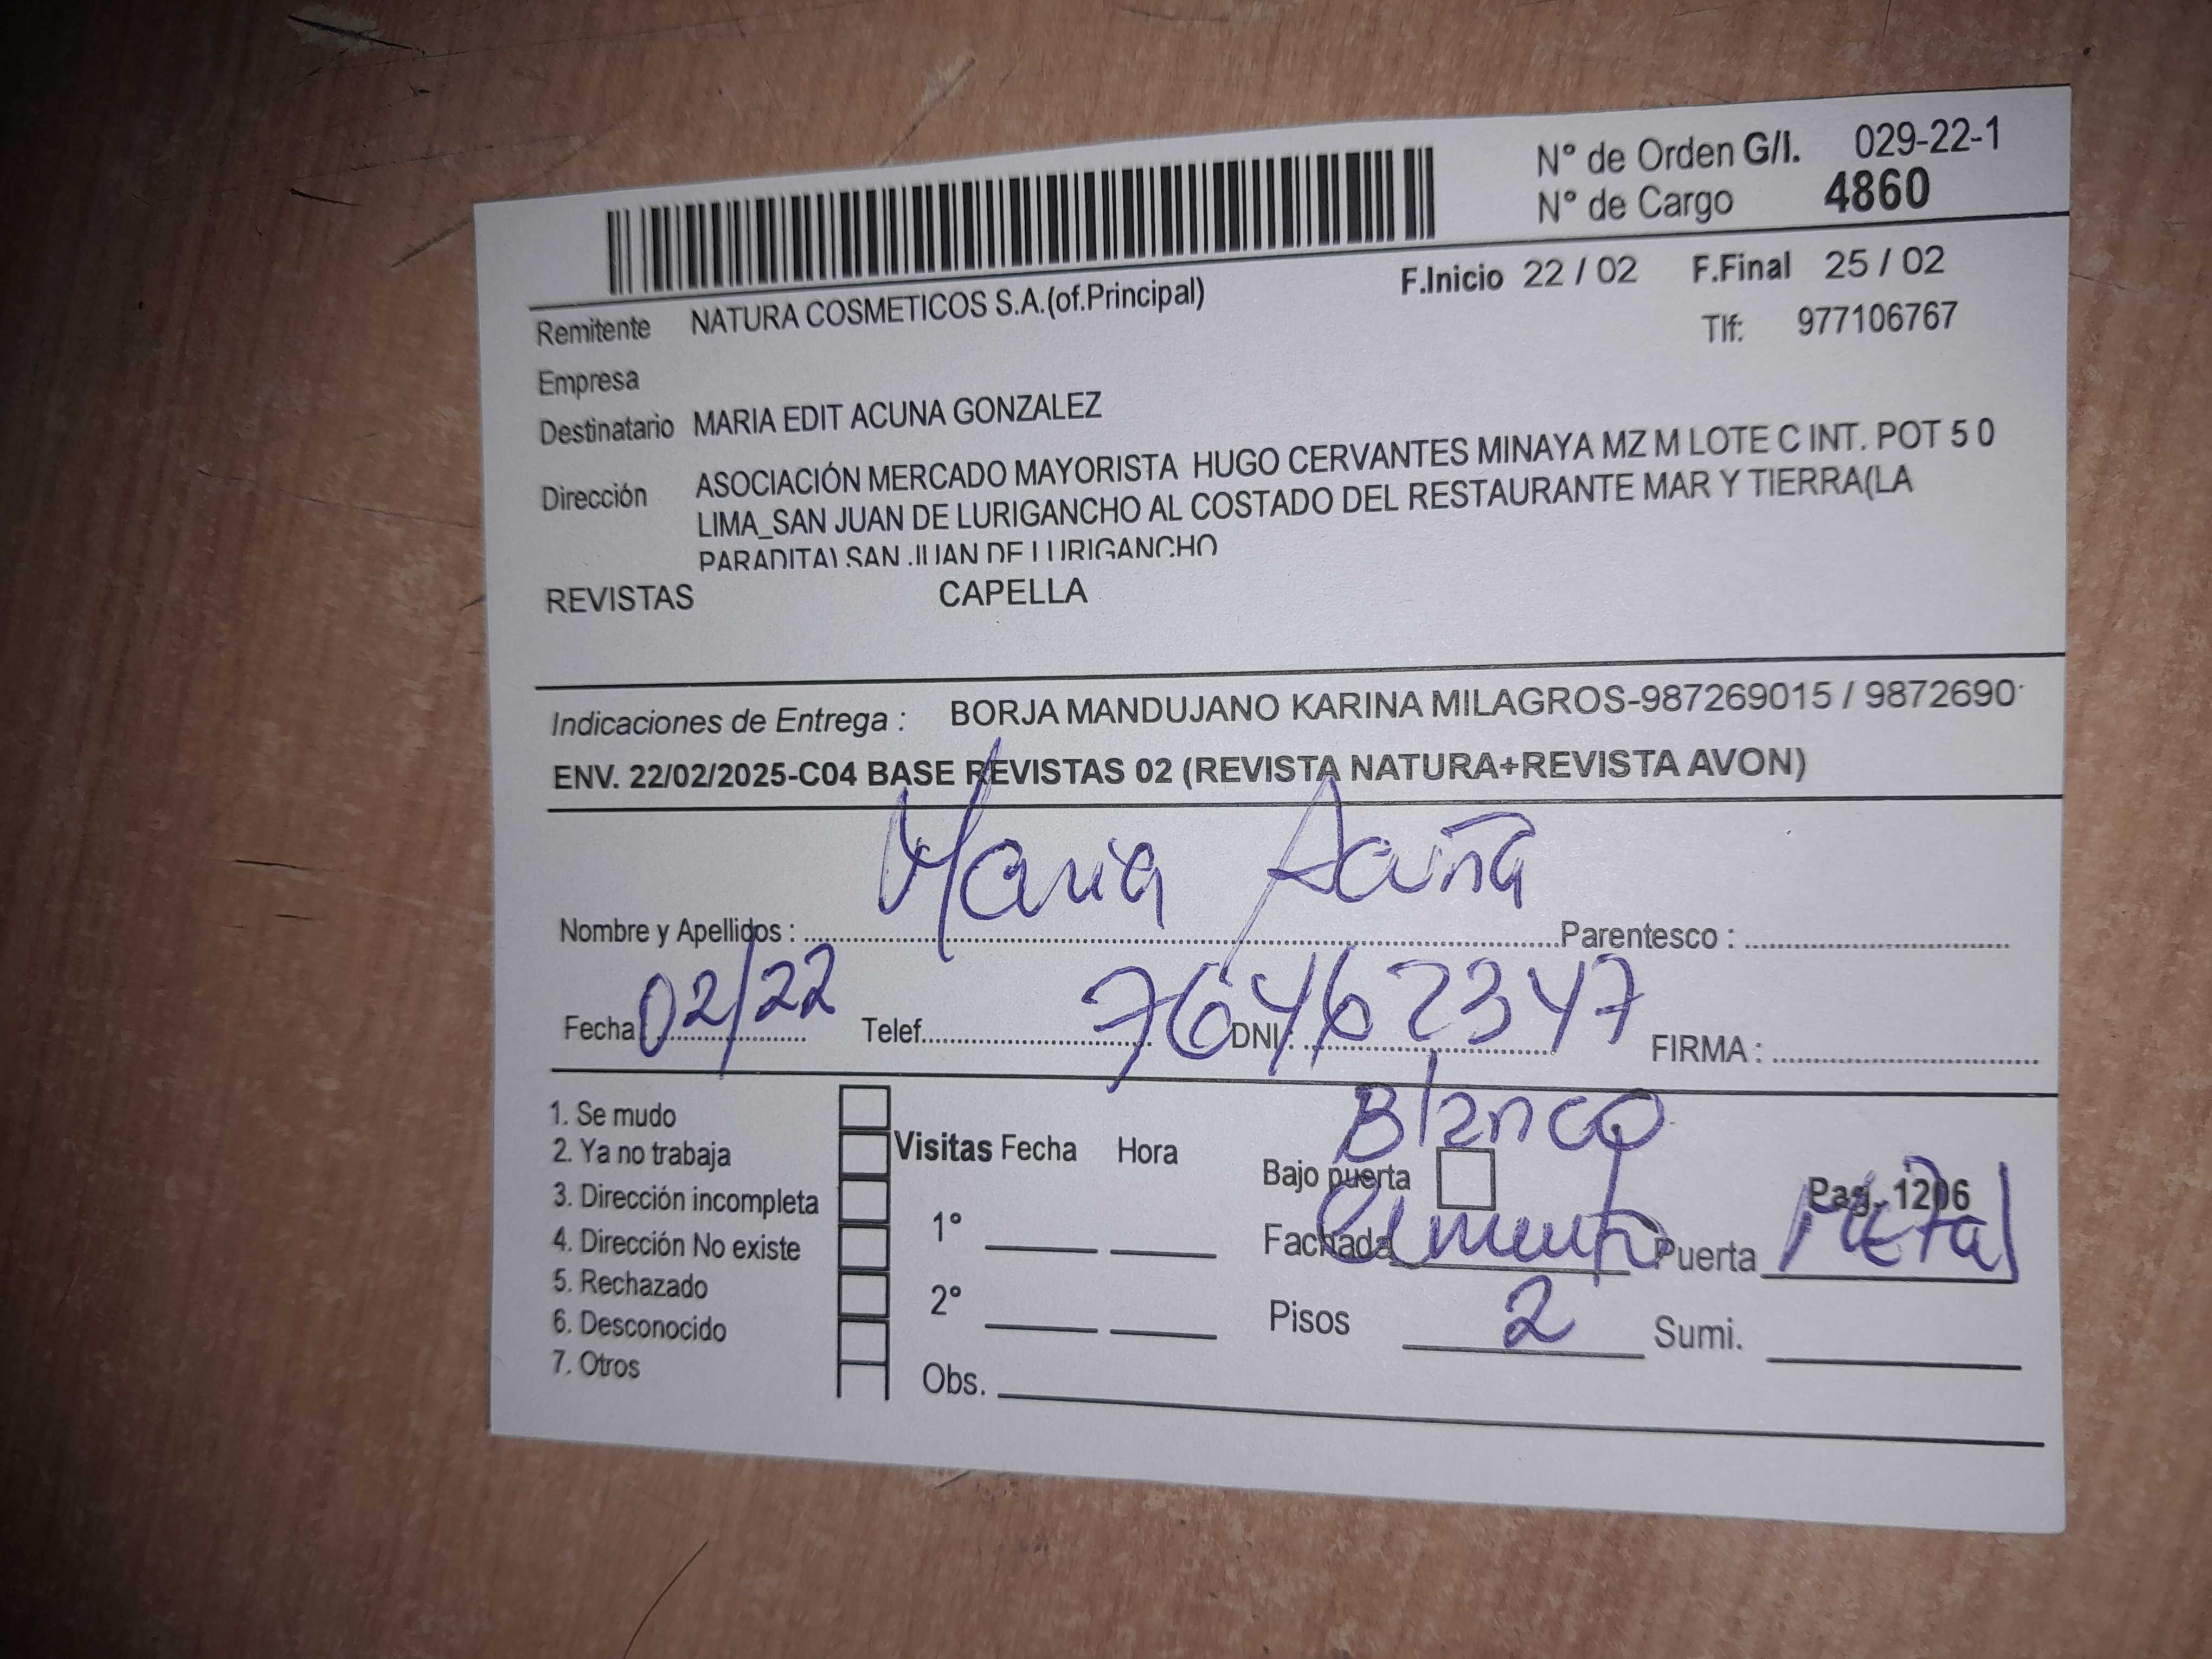 N° de Orden G/I. 029-22-1
N° de Cargo 4860
F.Inicio 22 / 02 F.Final 25 / 02
Remitente NATURA COSMETICOS S.A.(of.Principal)
Tlf: 977106767
Empresa
Destinatario MARIA EDIT ACUNA GONZALEZ
Dirección ASOCIACIÓN MERCADO MAYORISTA HUGO CERVANTES MINAYA MZ M LOTE C INT. POT 5 0
LIMA_SAN JUAN DE LURIGANCHO AL COSTADO DEL RESTAURANTE MAR Y TIERRA(LA
PARADITA) SAN JUAN DE LURIGANCHO
REVISTAS CAPELLA
Indicaciones de Entrega : BORJA MANDUJANO KARINA MILAGROS-987269015 / 9872690
ENV. 22/02/2025-C04 BASE REVISTAS 02 (REVISTA NATURA+REVISTA AVON)
Nombre y Apellidos : Maria Acuña Parentesco :
Fecha 02/22 Telef. DNI: 76462347 FIRMA :
Blanco
1. Se mudo
2. Ya no trabaja
3. Dirección incompleta
4. Dirección No existe
5. Rechazado
6. Desconocido
7. Otros
Visitas Fecha Hora
1°
2°
Obs.
Bajo puerta
Pag. 1206
Fachada Puerta Metal
Pisos 2 Sumi.